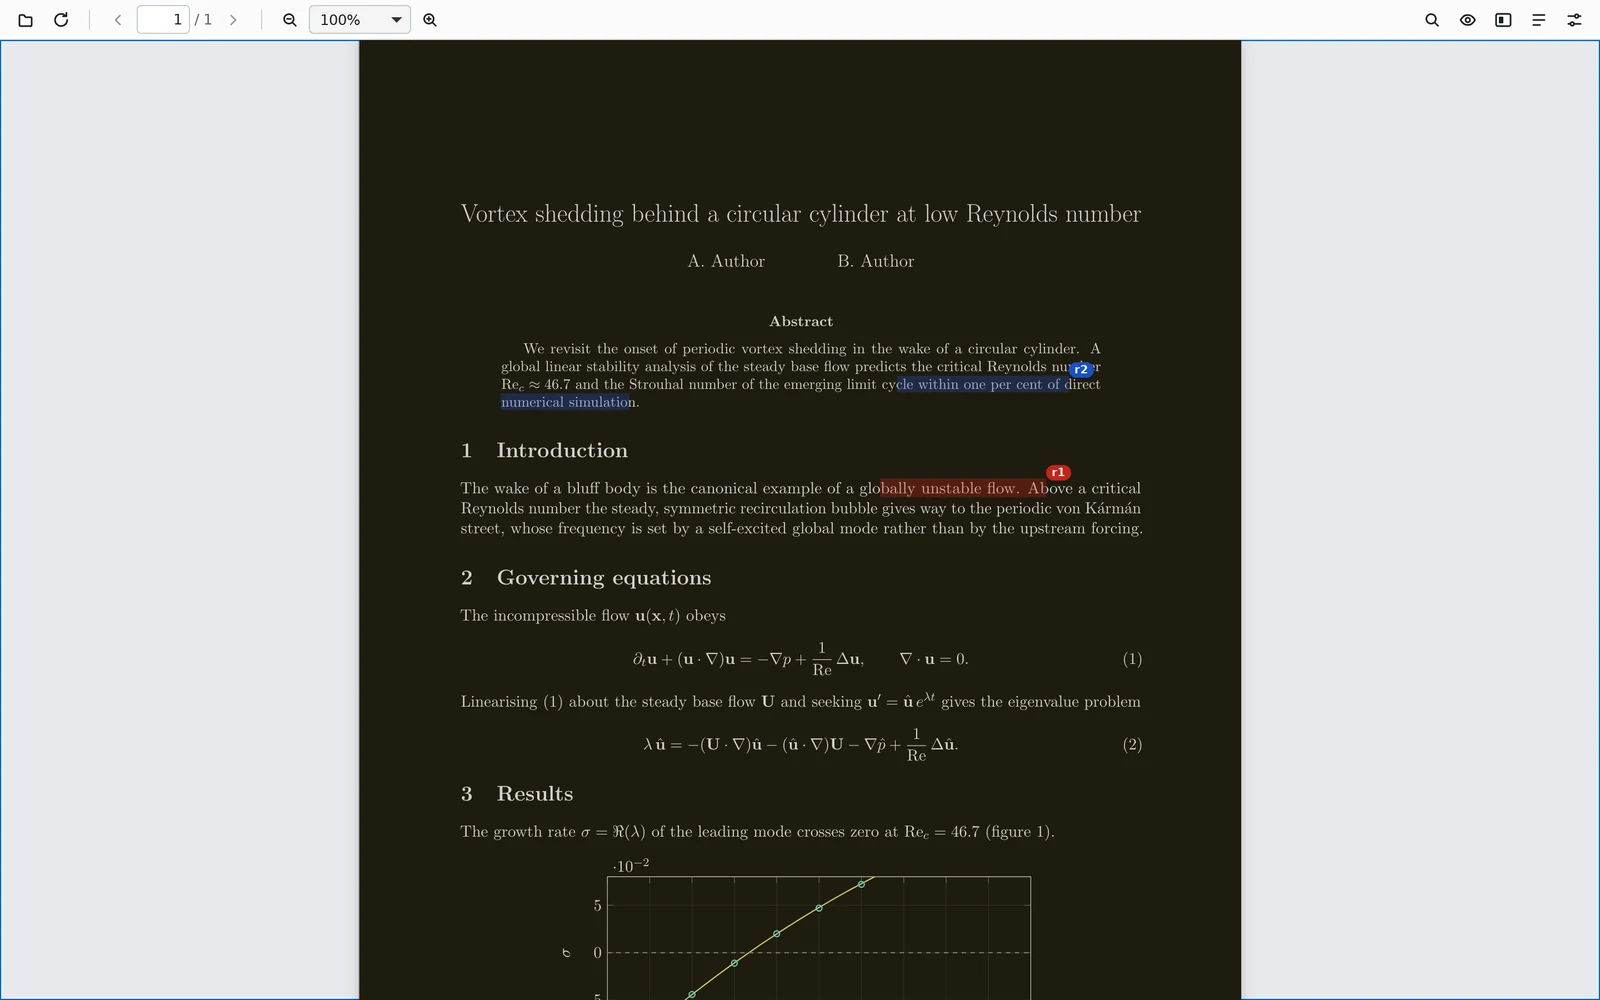 1 / 1
100%
Vortex shedding behind a circular cylinder at low Reynolds number
A. Author B. Author
Abstract
We revisit the onset of periodic vortex shedding in the wake of a circular cylinder. A
global linear stability analysis of the steady base flow predicts the critical Reynolds
r2
Re_c ≈ 46.7 and the Strouhal number of the emerging limit cycle within one per cent of direct
numerical simulation.
1 Introduction
r1
The wake of a bluff body is the canonical example of a globally unstable flow. Above a critical
Reynolds number the steady, symmetric recirculation bubble gives way to the periodic von Kármán
street, whose frequency is set by a self-excited global mode rather than by the upstream forcing.
2 Governing equations
The incompressible flow u(x, t) obeys
∂ₜu + (u · ∇)u = −∇p + 1/Re Δu, ∇ · u = 0. (1)
Linearising (1) about the steady base flow U and seeking u′ = û e^{λt} gives the eigenvalue problem
λ û = −(U · ∇)û − (û · ∇)U − ∇p̂ + 1/Re Δû. (2)
3 Results
The growth rate σ = ℜ(λ) of the leading mode crosses zero at Re_c = 46.7 (figure 1).
·10⁻²
5
σ 0